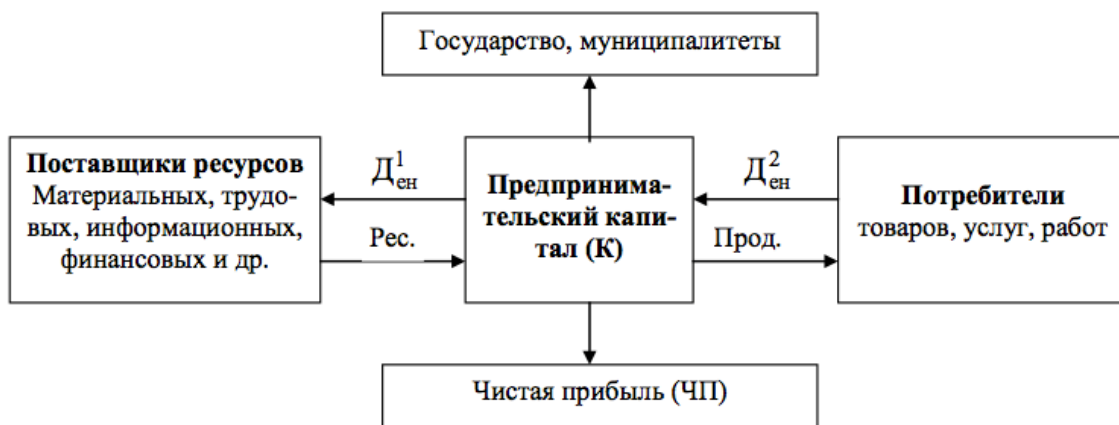 Государство, муниципалитеты
Поставщики ресурсов
Материальных, трудо-
вых, информационных,
финансовых и др.
Д¹ен
Рес.
Предпринима-
тельский капи-
тал (К)
Д²ен
Прод.
Потребители
товаров, услуг, работ
Чистая прибыль (ЧП)